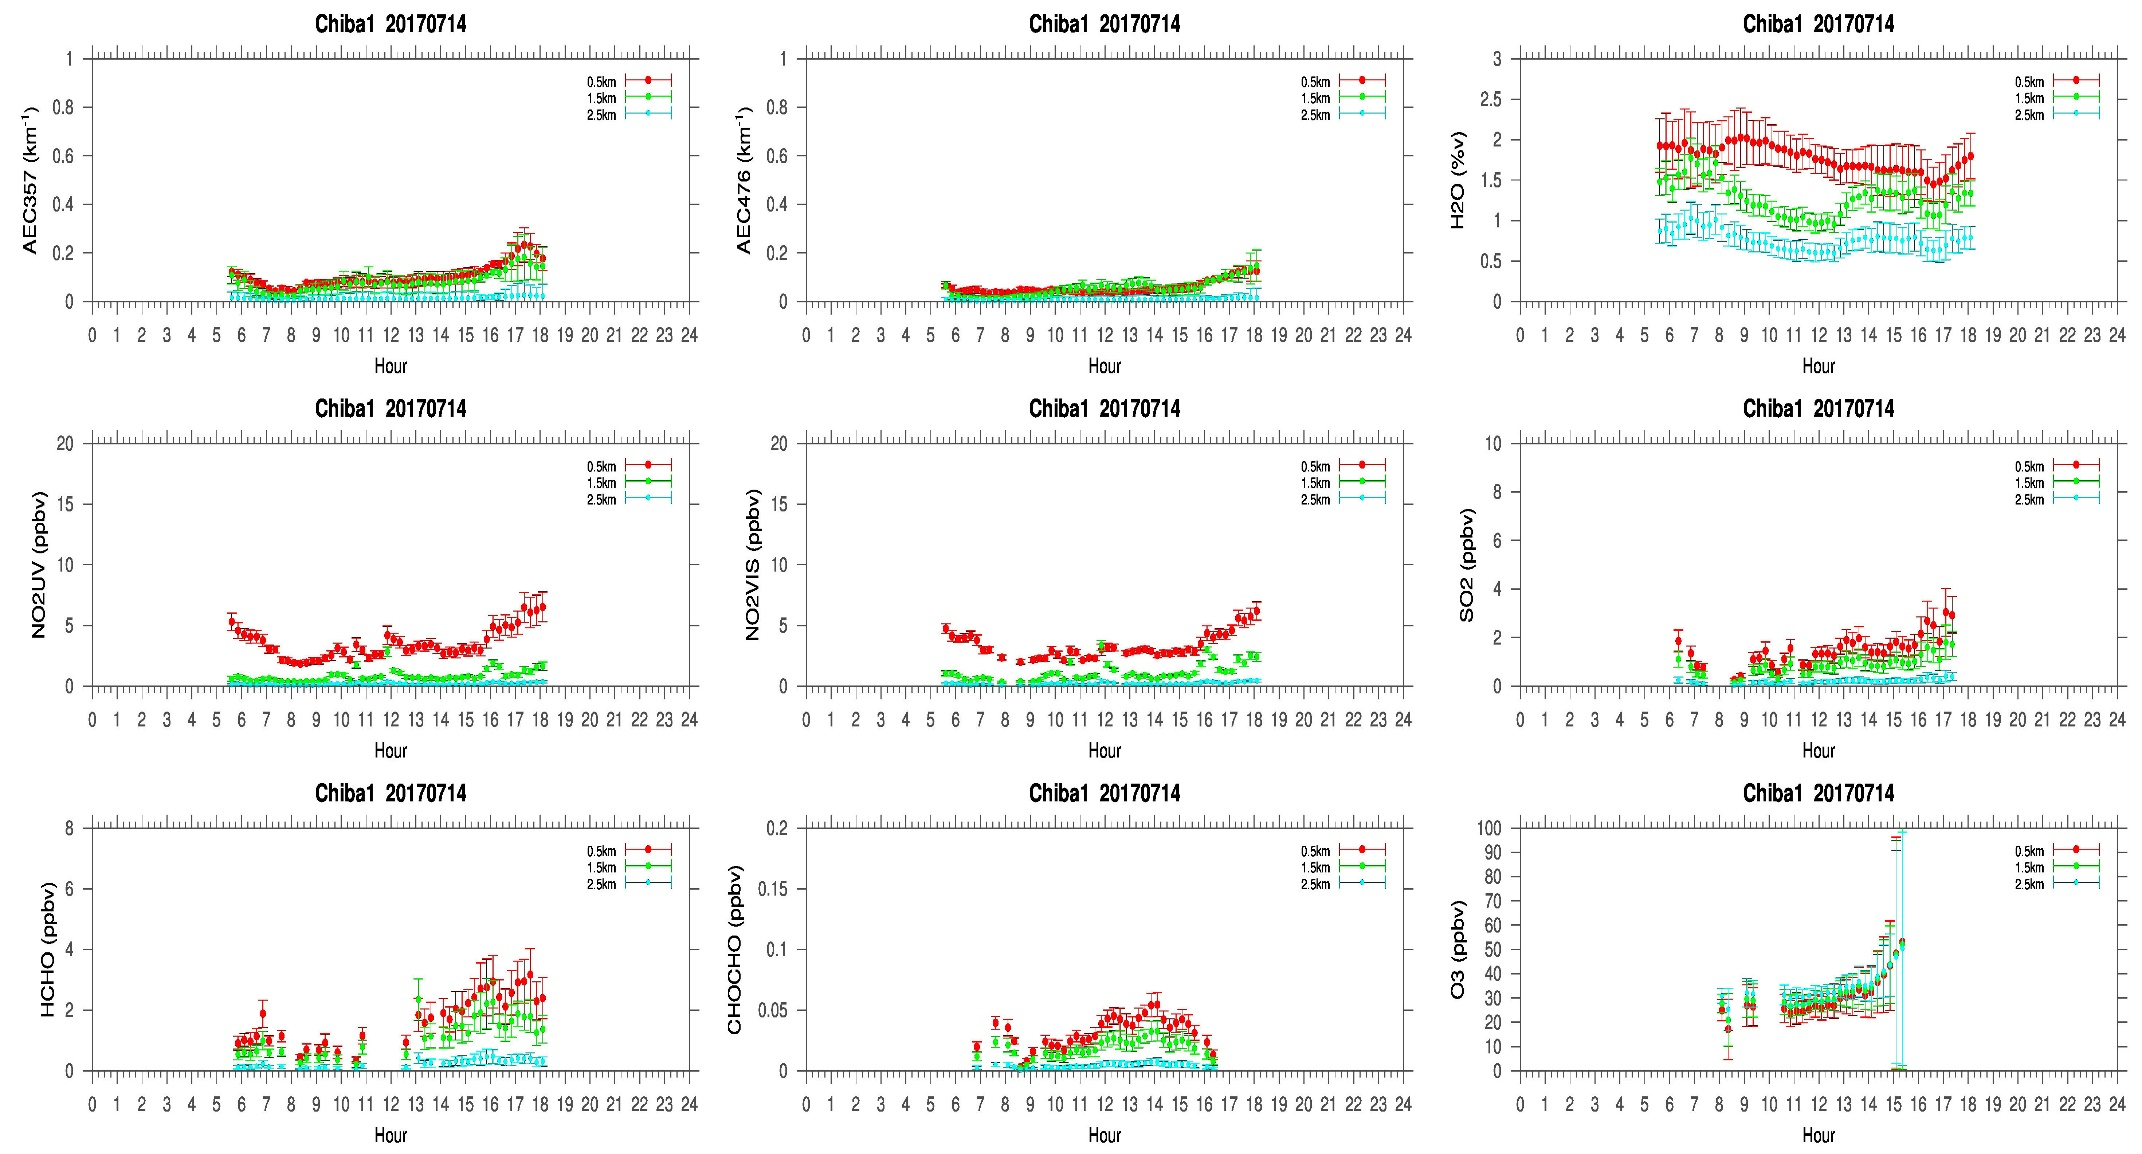 Chiba1 20170714
AEC357 (km-1)
1
0.8
0.6
0.4
0.2
0
0.5km
1.5km
2.5km
0 1 2 3 4 5 6 7 8 9 10 11 12 13 14 15 16 17 18 19 20 21 22 23 24
Hour
Chiba1 20170714
AEC476 (km-1)
1
0.8
0.6
0.4
0.2
0
0.5km
1.5km
2.5km
0 1 2 3 4 5 6 7 8 9 10 11 12 13 14 15 16 17 18 19 20 21 22 23 24
Hour
Chiba1 20170714
H2O (%v)
3
2.5
2
1.5
1
0.5
0
0.5km
1.5km
2.5km
0 1 2 3 4 5 6 7 8 9 10 11 12 13 14 15 16 17 18 19 20 21 22 23 24
Hour
Chiba1 20170714
NO2UV (ppbv)
20
15
10
5
0
0.5km
1.5km
2.5km
0 1 2 3 4 5 6 7 8 9 10 11 12 13 14 15 16 17 18 19 20 21 22 23 24
Hour
Chiba1 20170714
NO2VIS (ppbv)
20
15
10
5
0
0.5km
1.5km
2.5km
0 1 2 3 4 5 6 7 8 9 10 11 12 13 14 15 16 17 18 19 20 21 22 23 24
Hour
Chiba1 20170714
SO2 (ppbv)
10
8
6
4
2
0
0.5km
1.5km
2.5km
0 1 2 3 4 5 6 7 8 9 10 11 12 13 14 15 16 17 18 19 20 21 22 23 24
Hour
Chiba1 20170714
HCHO (ppbv)
8
6
4
2
0
0.5km
1.5km
2.5km
0 1 2 3 4 5 6 7 8 9 10 11 12 13 14 15 16 17 18 19 20 21 22 23 24
Hour
Chiba1 20170714
CHOCHO (ppbv)
0.2
0.15
0.1
0.05
0
0.5km
1.5km
2.5km
0 1 2 3 4 5 6 7 8 9 10 11 12 13 14 15 16 17 18 19 20 21 22 23 24
Hour
Chiba1 20170714
O3 (ppbv)
100
90
80
70
60
50
40
30
20
10
0
0.5km
1.5km
2.5km
0 1 2 3 4 5 6 7 8 9 10 11 12 13 14 15 16 17 18 19 20 21 22 23 24
Hour